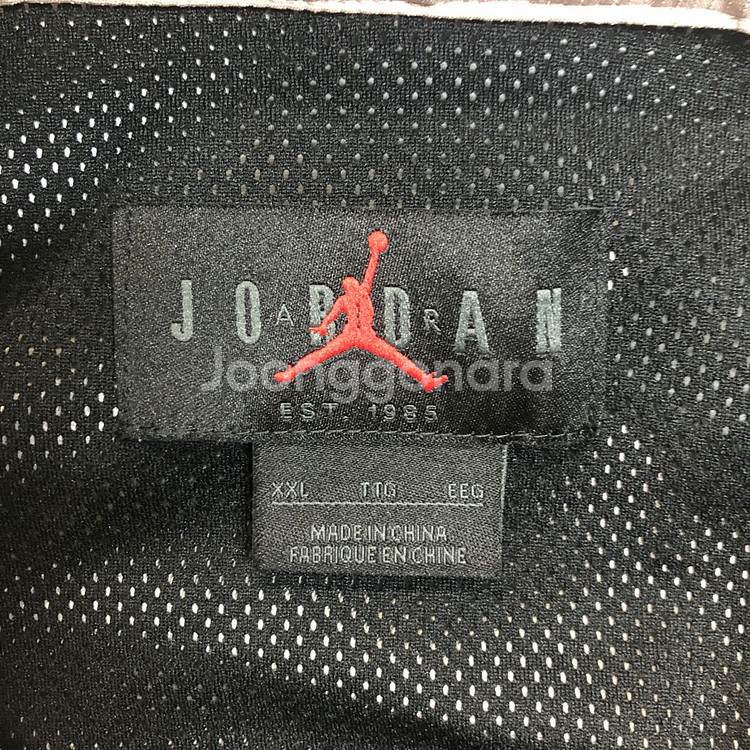 JORDAN
AIR
Joonggonara
EST. 1985
XXL TTG EEG
MADE IN CHINA
FABRIQUE EN CHINE